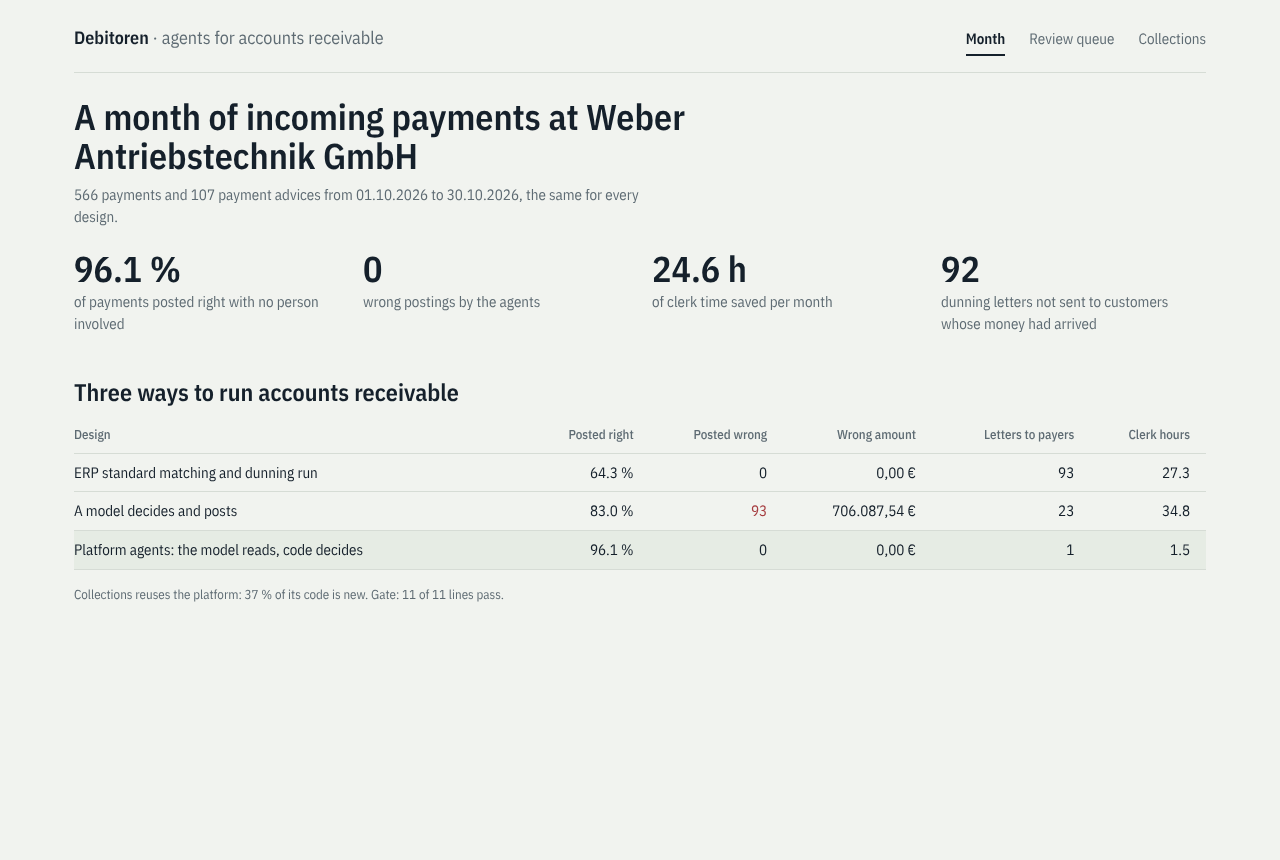 Debitoren · agents for accounts receivable
Month Review queue Collections
A month of incoming payments at Weber
Antriebstechnik GmbH
566 payments and 107 payment advices from 01.10.2026 to 30.10.2026, the same for every
design.
96.1 %
of payments posted right with no person
involved
0
wrong postings by the agents
24.6 h
of clerk time saved per month
92
dunning letters not sent to customers
whose money had arrived
Three ways to run accounts receivable
Design Posted right Posted wrong Wrong amount Letters to payers Clerk hours
ERP standard matching and dunning run 64.3 % 0 0,00 € 93 27.3
A model decides and posts 83.0 % 93 706.087,54 € 23 34.8
Platform agents: the model reads, code decides 96.1 % 0 0,00 € 1 1.5
Collections reuses the platform: 37 % of its code is new. Gate: 11 of 11 lines pass.